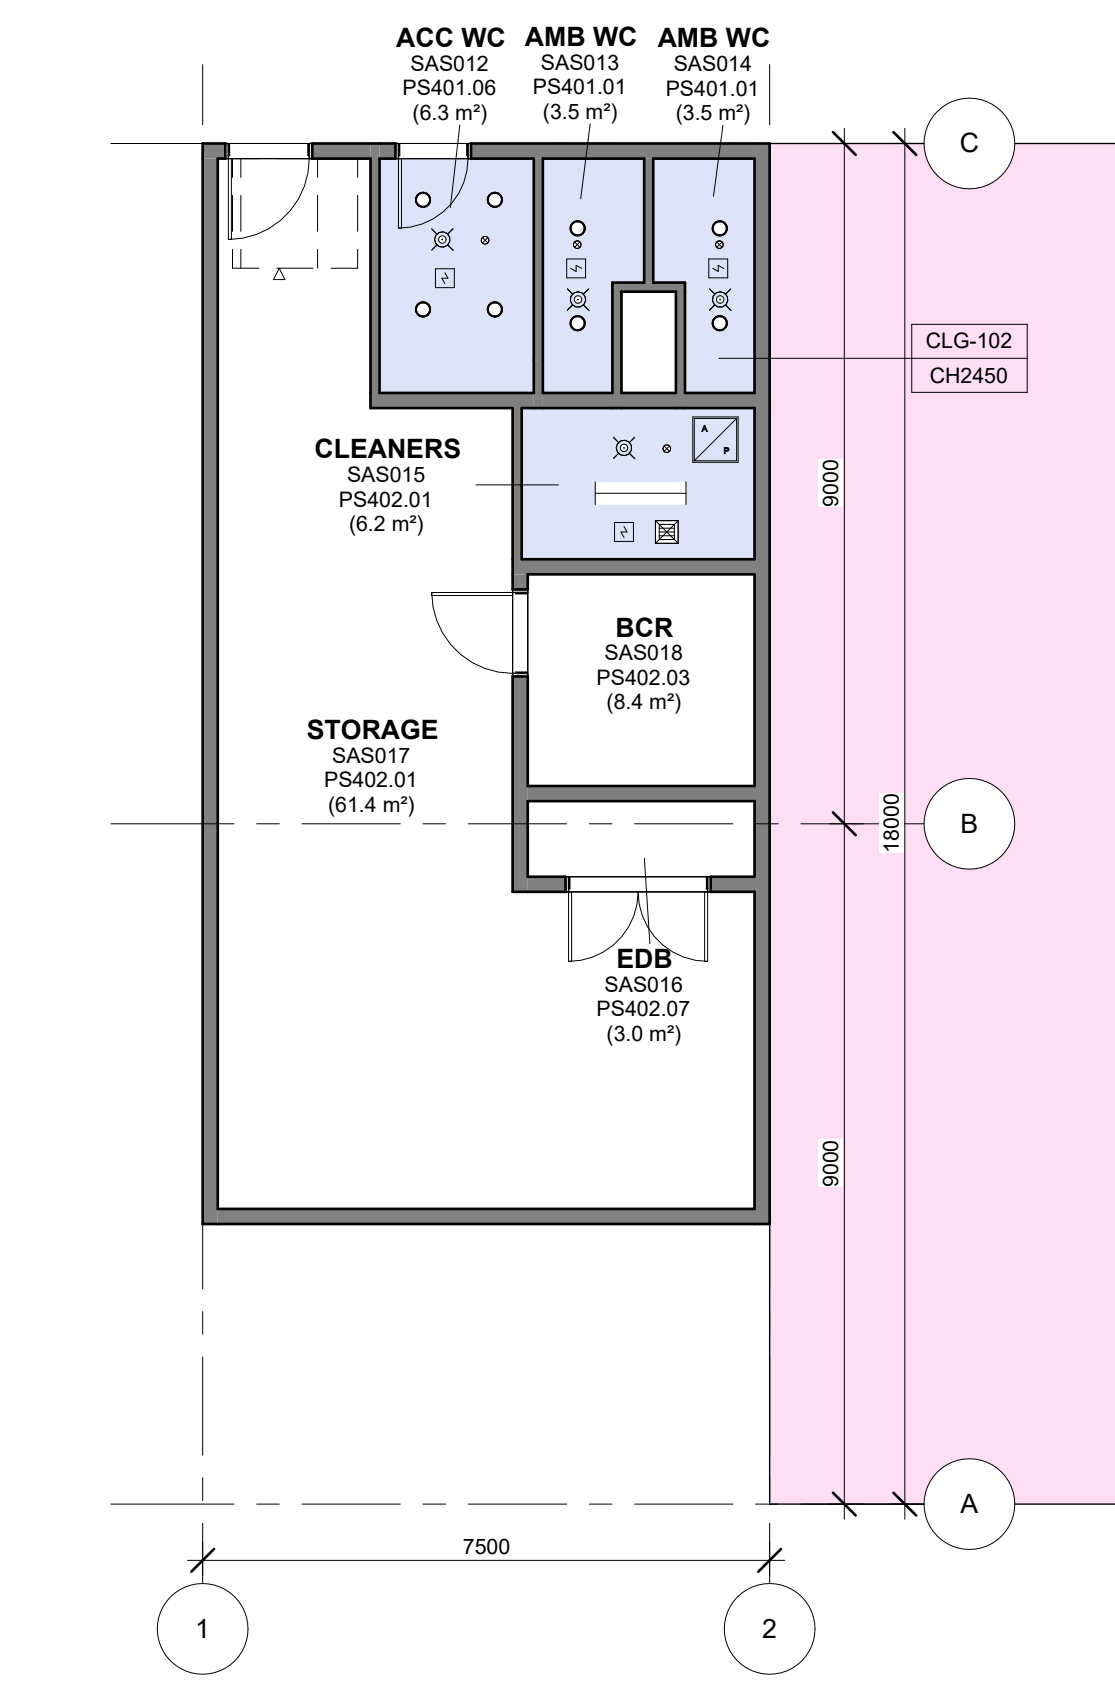 ACC WC
SAS012
PS401.06
(6.3 m²)
AMB WC
SAS013
PS401.01
(3.5 m²)
AMB WC
SAS014
PS401.01
(3.5 m²)
C
CLG-102
CH2450
A
P
CLEANERS
SAS015
PS402.01
(6.2 m²)
9000
BCR
SAS018
PS402.03
(8.4 m²)
STORAGE
SAS017
PS402.01
(61.4 m²)
18000
B
EDB
SAS016
PS402.07
(3.0 m²)
9000
A
7500
1
2